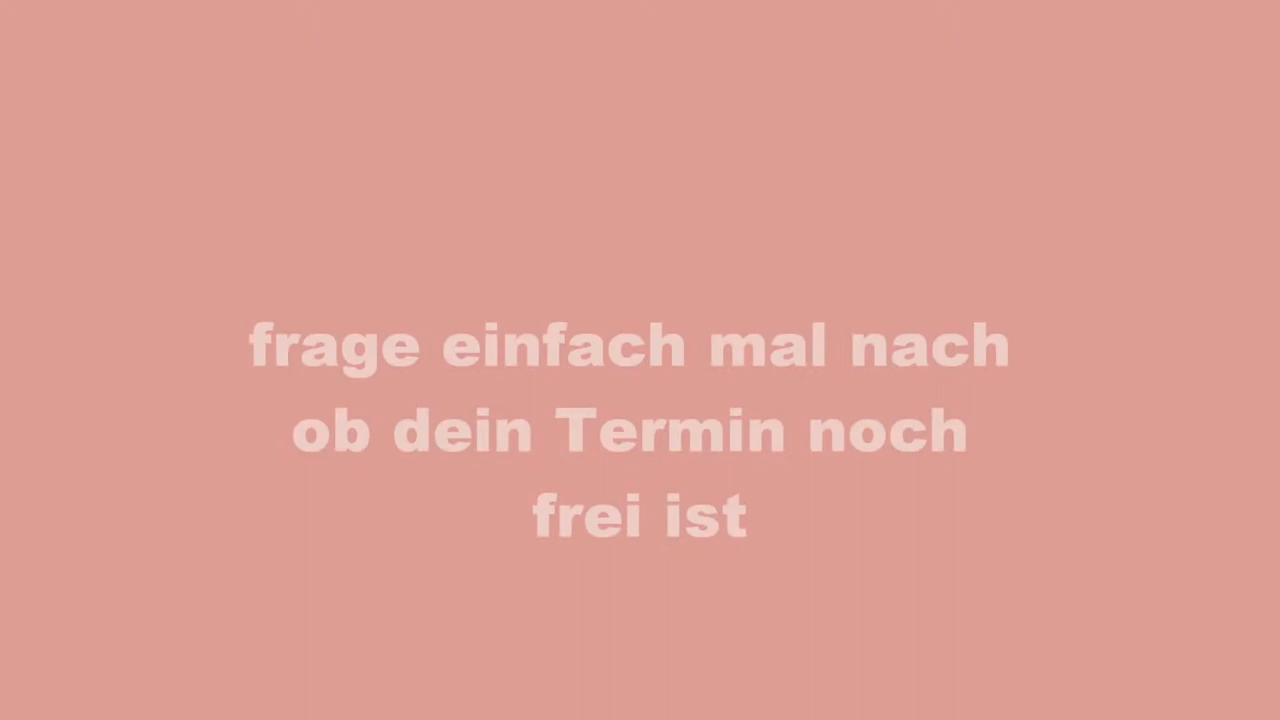 frage einfach mal nach
ob dein Termin noch
frei ist